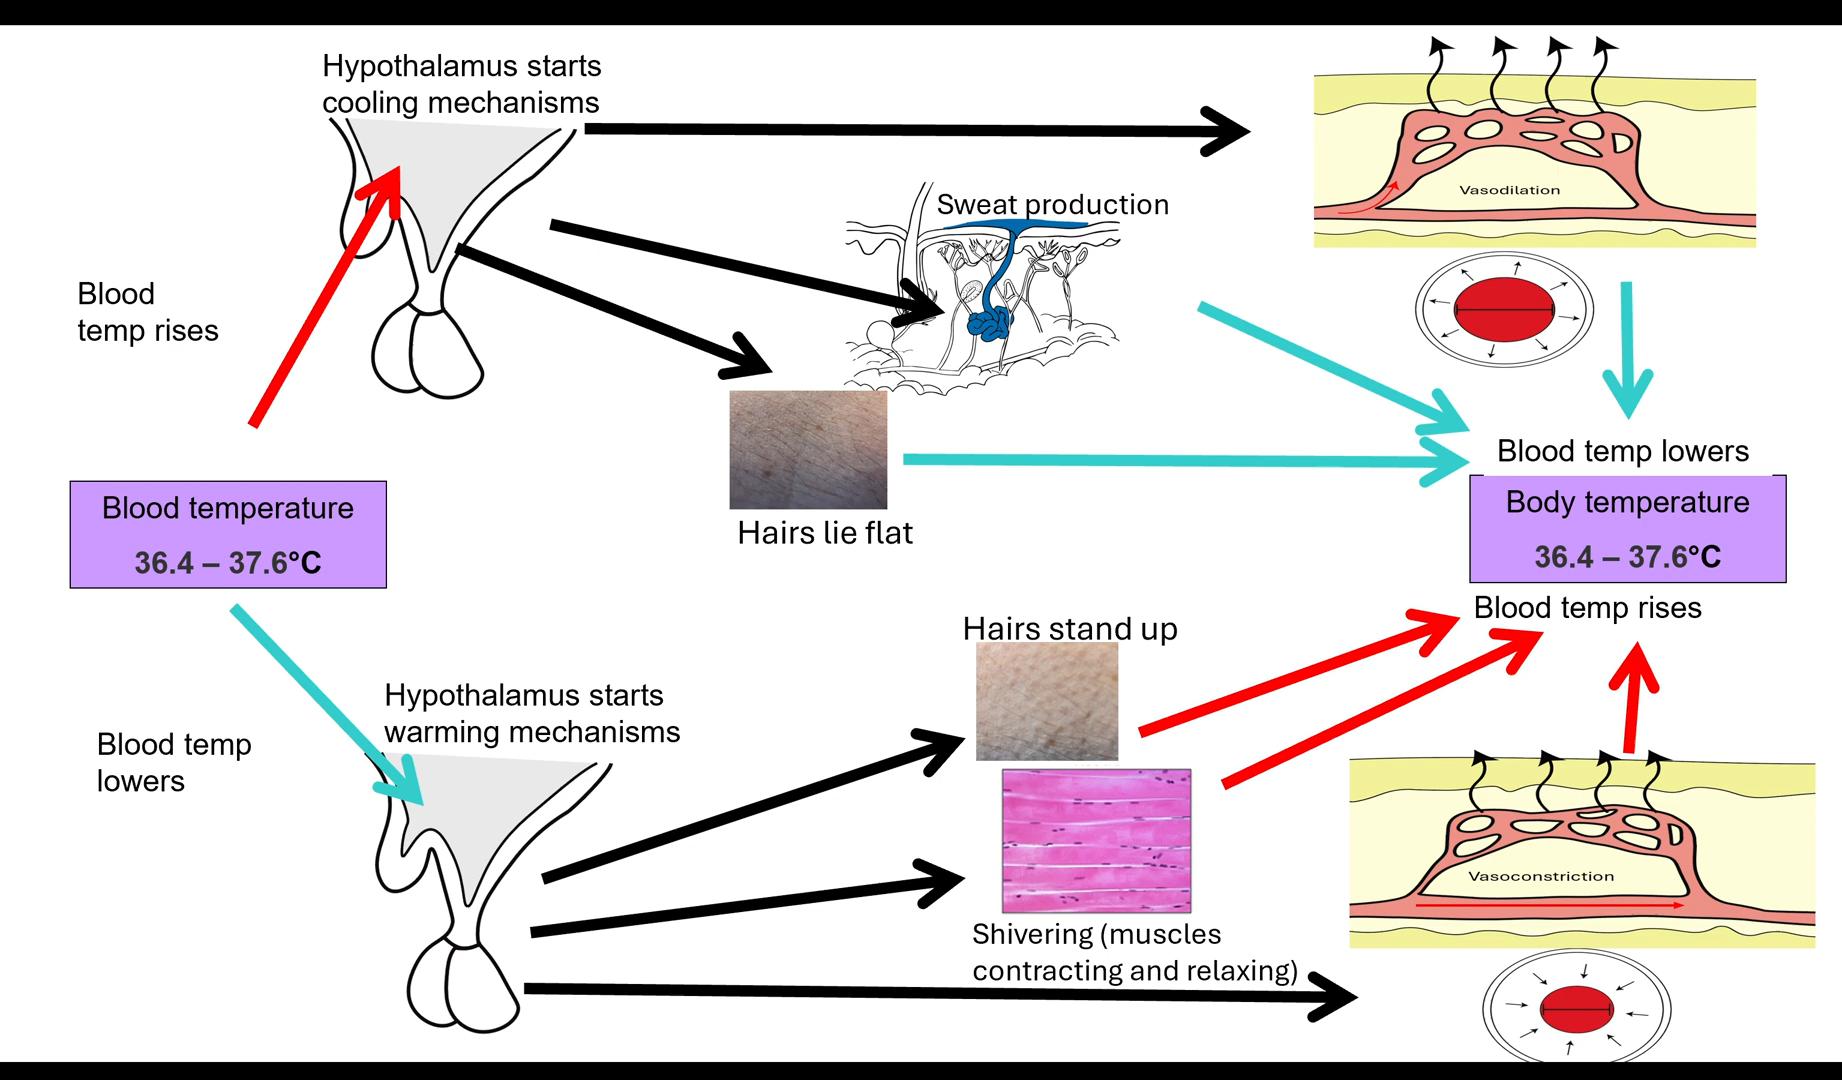 Hypothalamus starts
cooling mechanisms
Vasodilation
Sweat production
Blood
temp rises
Hairs lie flat
Blood temp lowers
Blood temperature
36.4 – 37.6°C
Body temperature
36.4 – 37.6°C
Blood temp rises
Hairs stand up
Hypothalamus starts
warming mechanisms
Blood temp
lowers
Vasoconstriction
Shivering (muscles
contracting and relaxing)